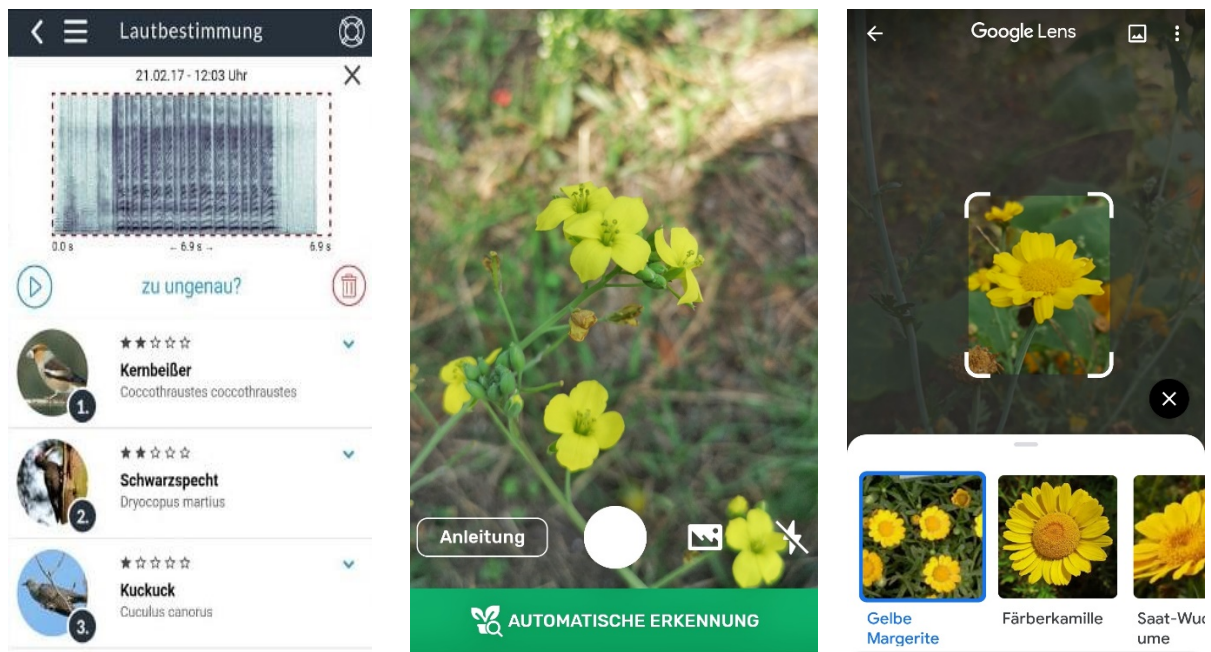 Lautbestimmung
21.02.17 - 12:03 Uhr
0.0 s
← 6.9 s →
6.9 s
zu ungenau?
★★☆☆☆
Kernbeißer
Coccothraustes coccothraustes
1.
★★☆☆☆
Schwarzspecht
Dryocopus martius
2.
★☆☆☆☆
Kuckuck
Cuculus canorus
3.
Anleitung
AUTOMATISCHE ERKENNUNG
Google Lens
Gelbe
Margerite
Färberkamille
Saat-Wuc
ume